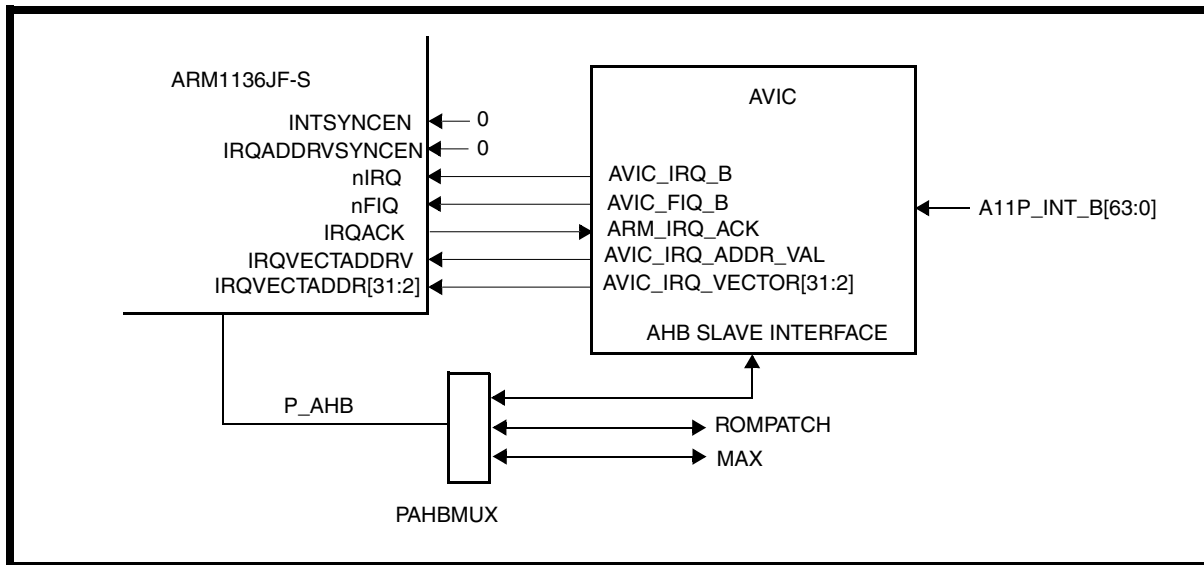 ARM1136JF-S
INTSYNCEN
0
IRQADDRVSYNCEN
0
nIRQ
nFIQ
IRQACK
IRQVECTADDRV
IRQVECTADDR[31:2]
AVIC
AVIC_IRQ_B
AVIC_FIQ_B
ARM_IRQ_ACK
AVIC_IRQ_ADDR_VAL
AVIC_IRQ_VECTOR[31:2]
AHB SLAVE INTERFACE
A11P_INT_B[63:0]
P_AHB
ROMPATCH
MAX
PAHBMUX